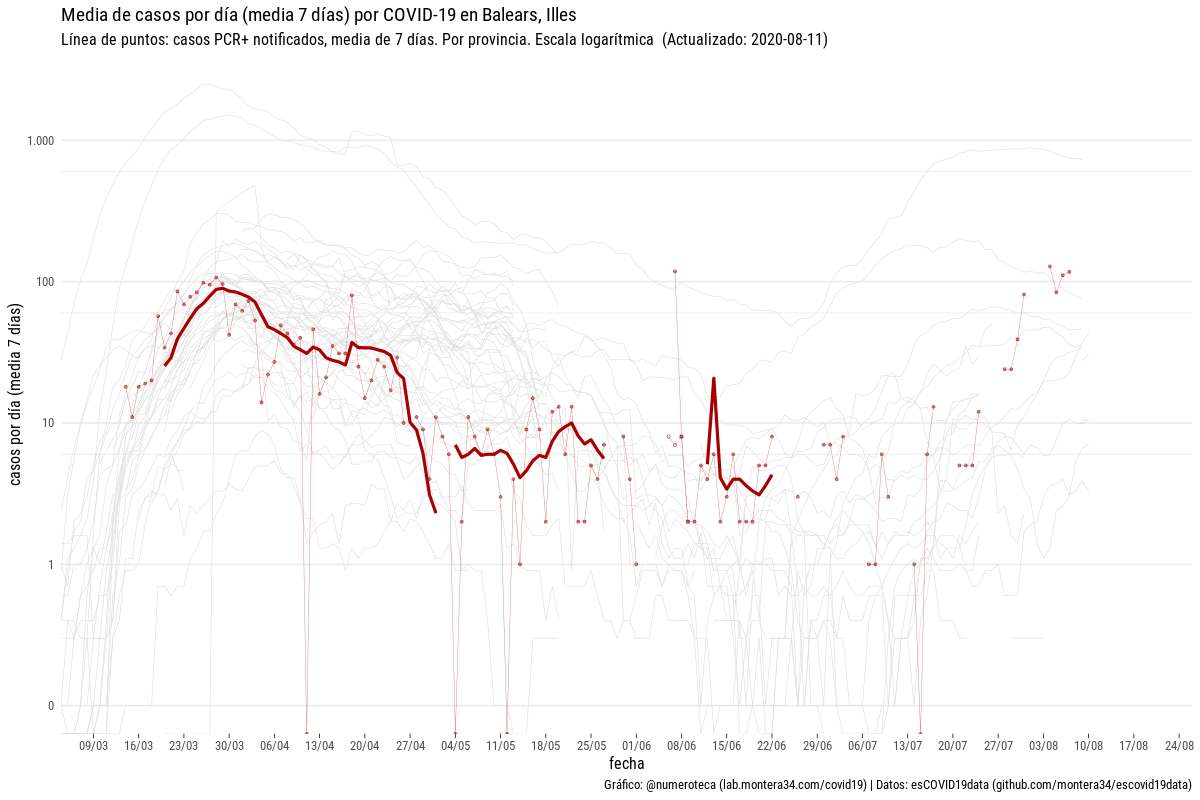 Media de casos por día (media 7 días) por COVID-19 en Balears, Illes
Línea de puntos: casos PCR+ notificados, media de 7 días. Por provincia. Escala logarítmica (Actualizado: 2020-08-11)
casos por día (media 7 días)
1.000
100
10
1
0
09/03 16/03 23/03 30/03 06/04 13/04 20/04 27/04 04/05 11/05 18/05 25/05 01/06 08/06 15/06 22/06 29/06 06/07 13/07 20/07 27/07 03/08 10/08 17/08 24/08
fecha
Gráfico: @numeroteca (lab.montera34.com/covid19) | Datos: esCOVID19data (github.com/montera34/escovid19data)